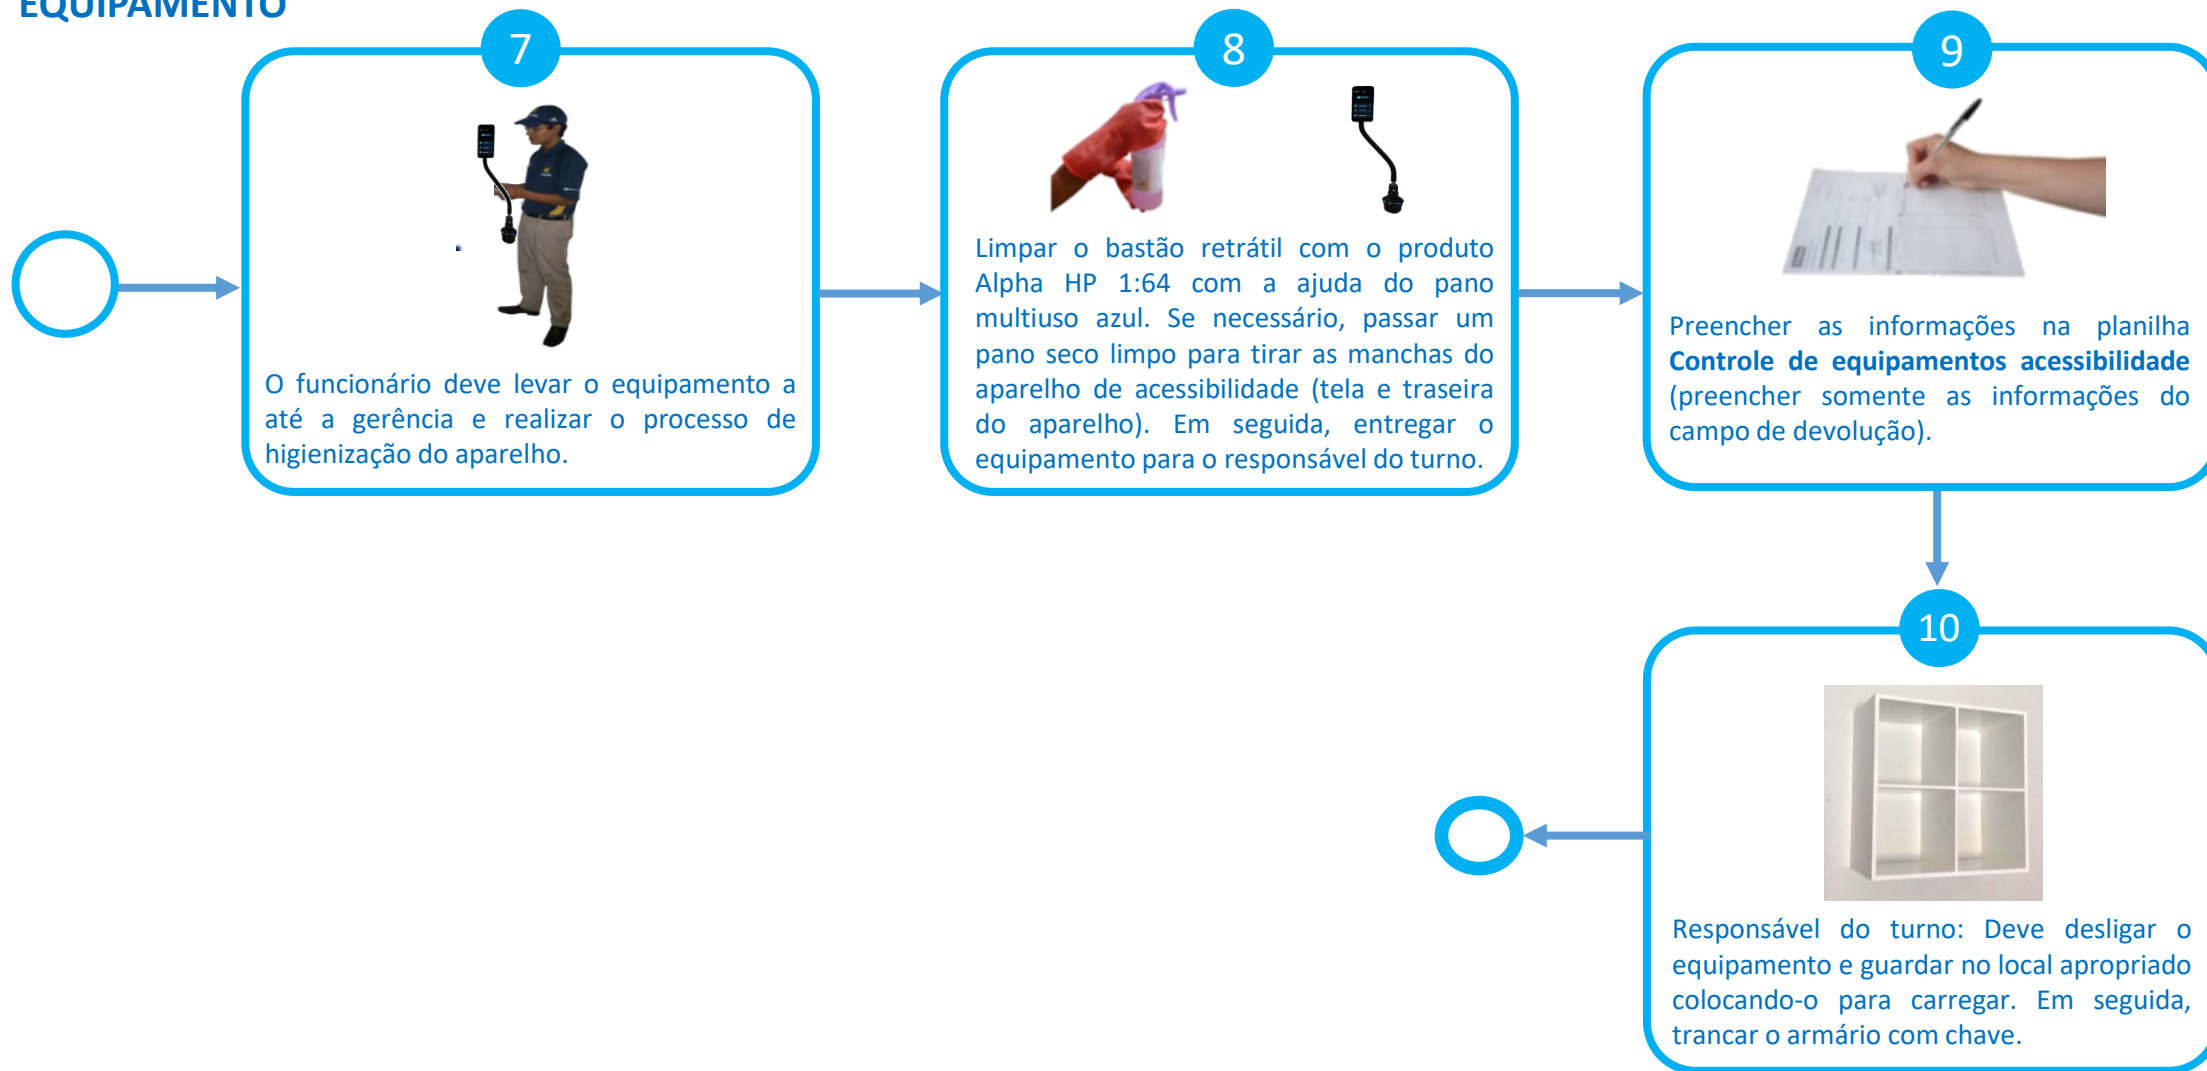 EQUIPAMENTO
7
O funcionário deve levar o equipamento a
até a gerência e realizar o processo de
higienização do aparelho.
8
Limpar o bastão retrátil com o produto
Alpha HP 1:64 com a ajuda do pano
multiuso azul. Se necessário, passar um
pano seco limpo para tirar as manchas do
aparelho de acessibilidade (tela e traseira
do aparelho). Em seguida, entregar o
equipamento para o responsável do turno.
9
Preencher as informações na planilha
Controle de equipamentos acessibilidade
(preencher somente as informações do
campo de devolução).
10
Responsável do turno: Deve desligar o
equipamento e guardar no local apropriado
colocando-o para carregar. Em seguida,
trancar o armário com chave.